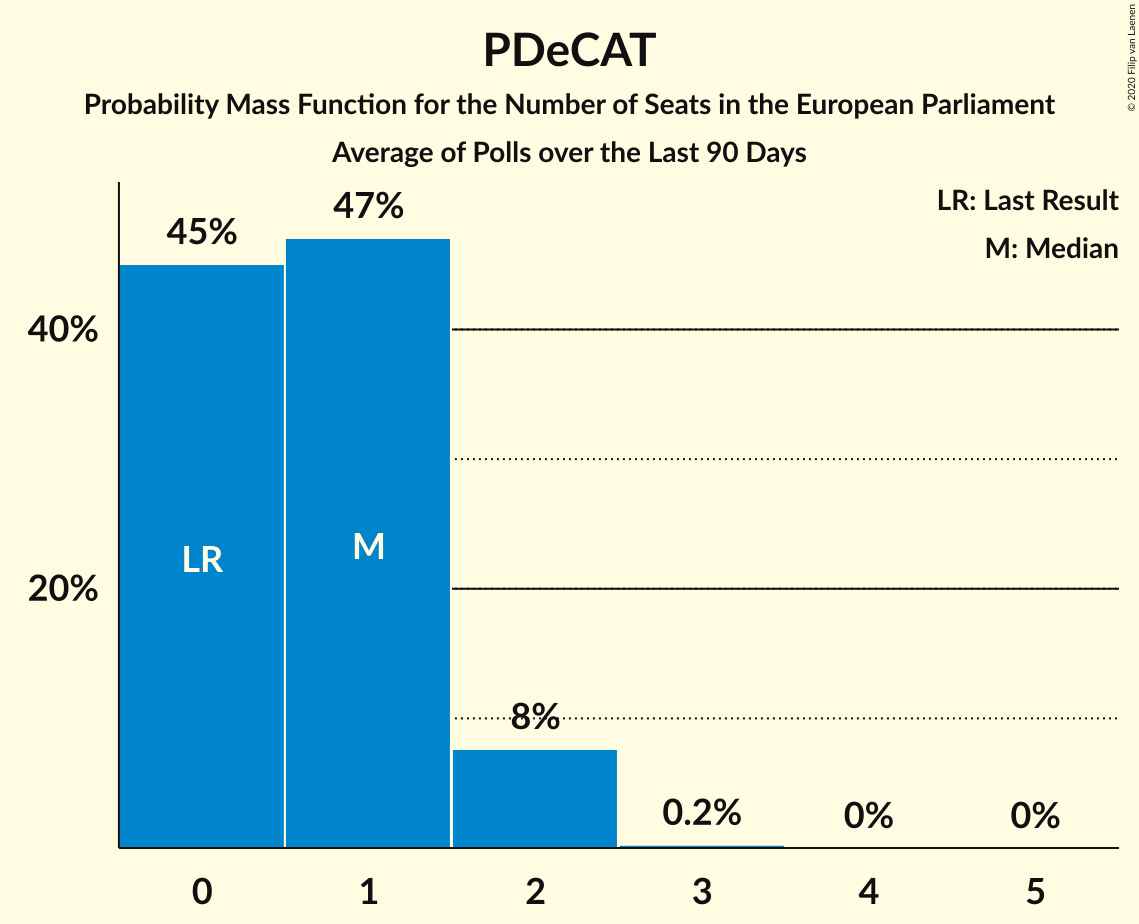 PDeCAT
Probability Mass Function for the Number of Seats in the European Parliament
Average of Polls over the Last 90 Days
© 2020 Filip van Laenen
LR: Last Result
M: Median
45%
47%
40%
LR
M
20%
8%
0.2%
0%
0%
0
1
2
3
4
5